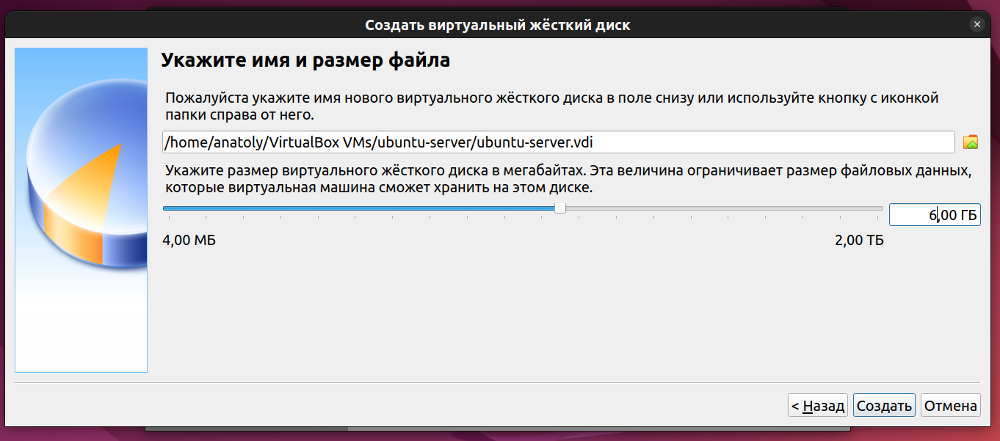 Создать виртуальный жёсткий диск
Укажите имя и размер файла
Пожалуйста укажите имя нового виртуального жёсткого диска в поле снизу или используйте кнопку с иконкой
папки справа от него.
/home/anatoly/VirtualBox VMs/ubuntu-server/ubuntu-server.vdi
Укажите размер виртуального жёсткого диска в мегабайтах. Эта величина ограничивает размер файловых данных,
которые виртуальная машина сможет хранить на этом диске.
6,00 ГБ
4,00 МБ
2,00 ТБ
< Назад
Создать
Отмена